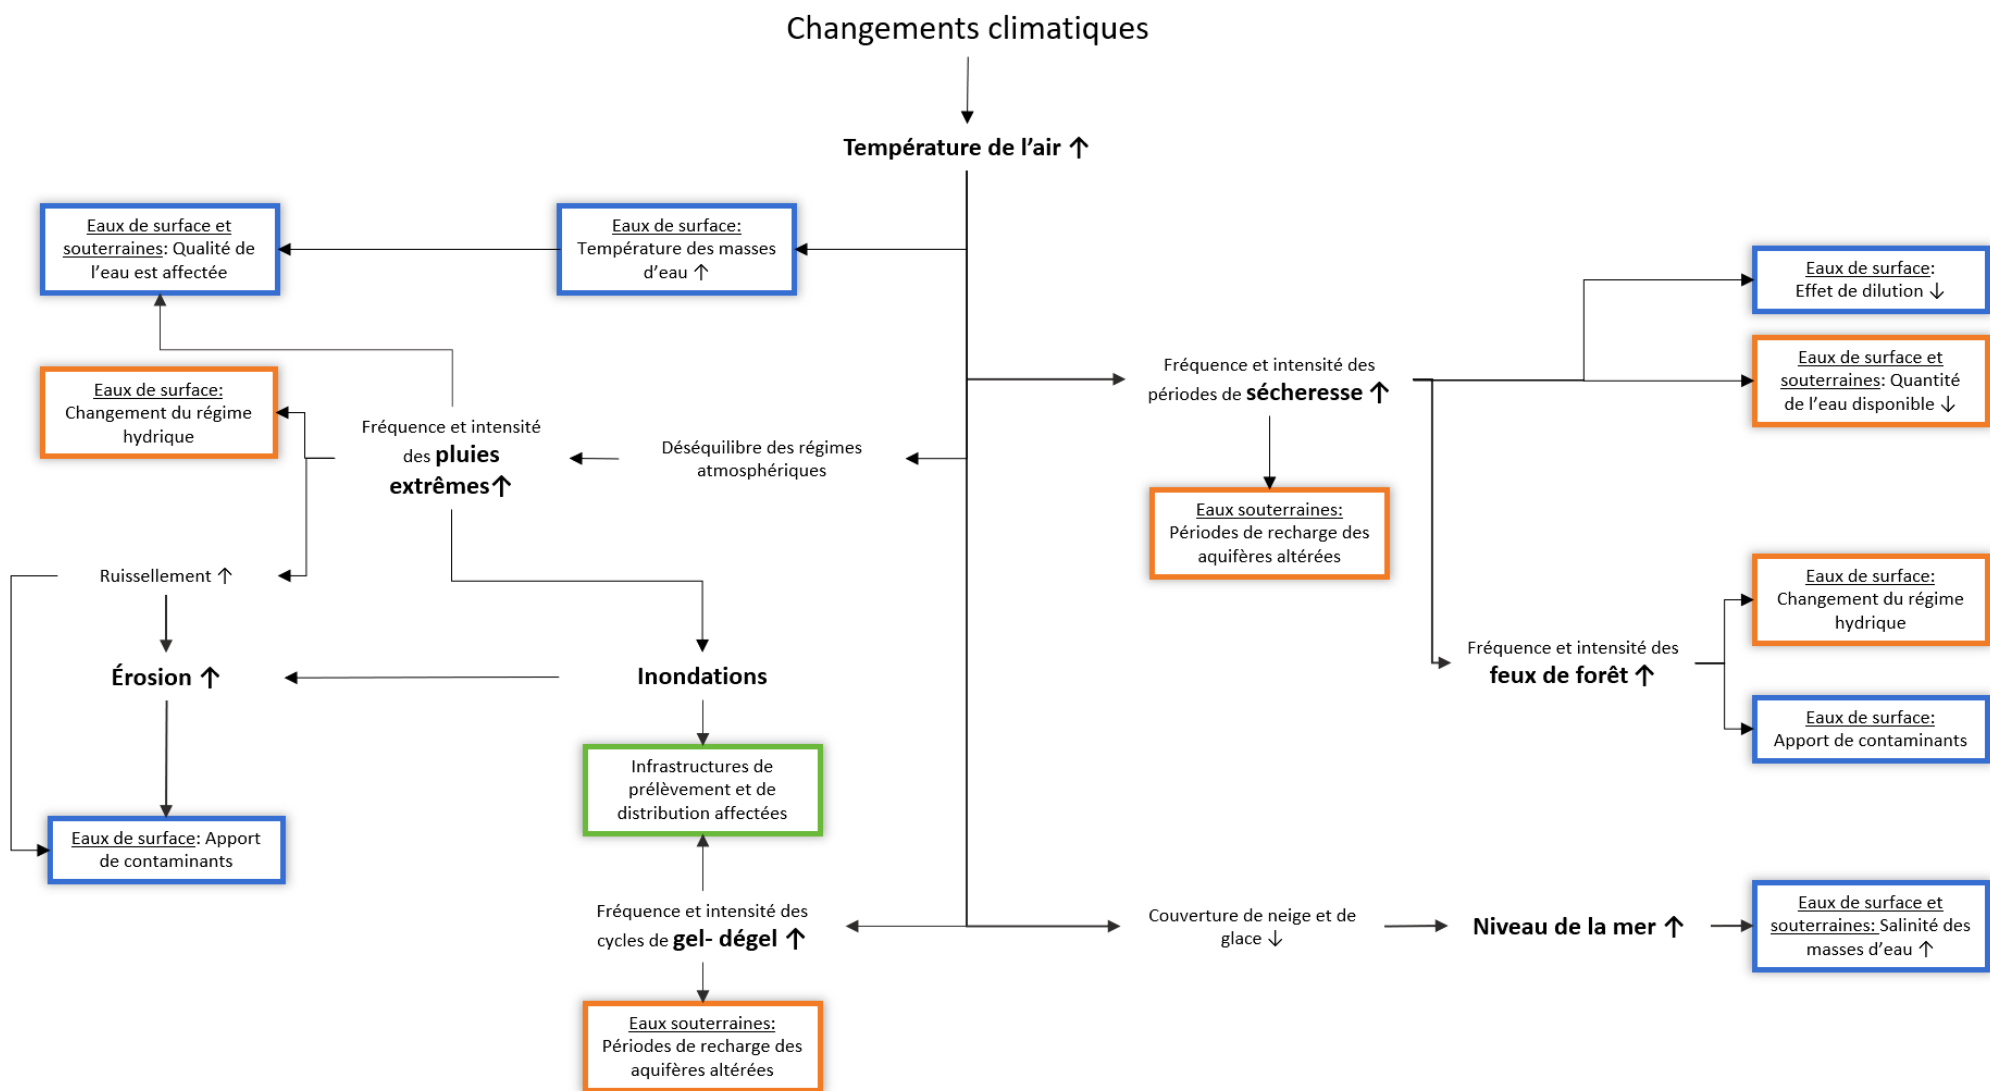 Changements climatiques
Température de l'air ↑
Eaux de surface et
souterraines: Qualité de
l'eau est affectée
Eaux de surface:
Température des masses
d'eau ↑
Eaux de surface:
Effet de dilution ↓
Eaux de surface et
souterraines: Quantité
de l'eau disponible ↓
Fréquence et intensité des
périodes de sécheresse ↑
Eaux de surface:
Changement du régime
hydrique
Fréquence et intensité
des pluies
extrêmes↑
Déséquilibre des régimes
atmosphériques
Eaux souterraines:
Périodes de recharge des
aquifères altérées
Ruissellement ↑
Eaux de surface:
Changement du régime
hydrique
Fréquence et intensité des
feux de forêt ↑
Érosion ↑
Inondations
Eaux de surface:
Apport de contaminants
Infrastructures de
prélèvement et de
distribution affectées
Eaux de surface: Apport
de contaminants
Fréquence et intensité des
cycles de gel- dégel ↑
Couverture de neige et de
glace ↓
Niveau de la mer ↑
Eaux de surface et
souterraines: Salinité des
masses d'eau ↑
Eaux souterraines:
Périodes de recharge des
aquifères altérées